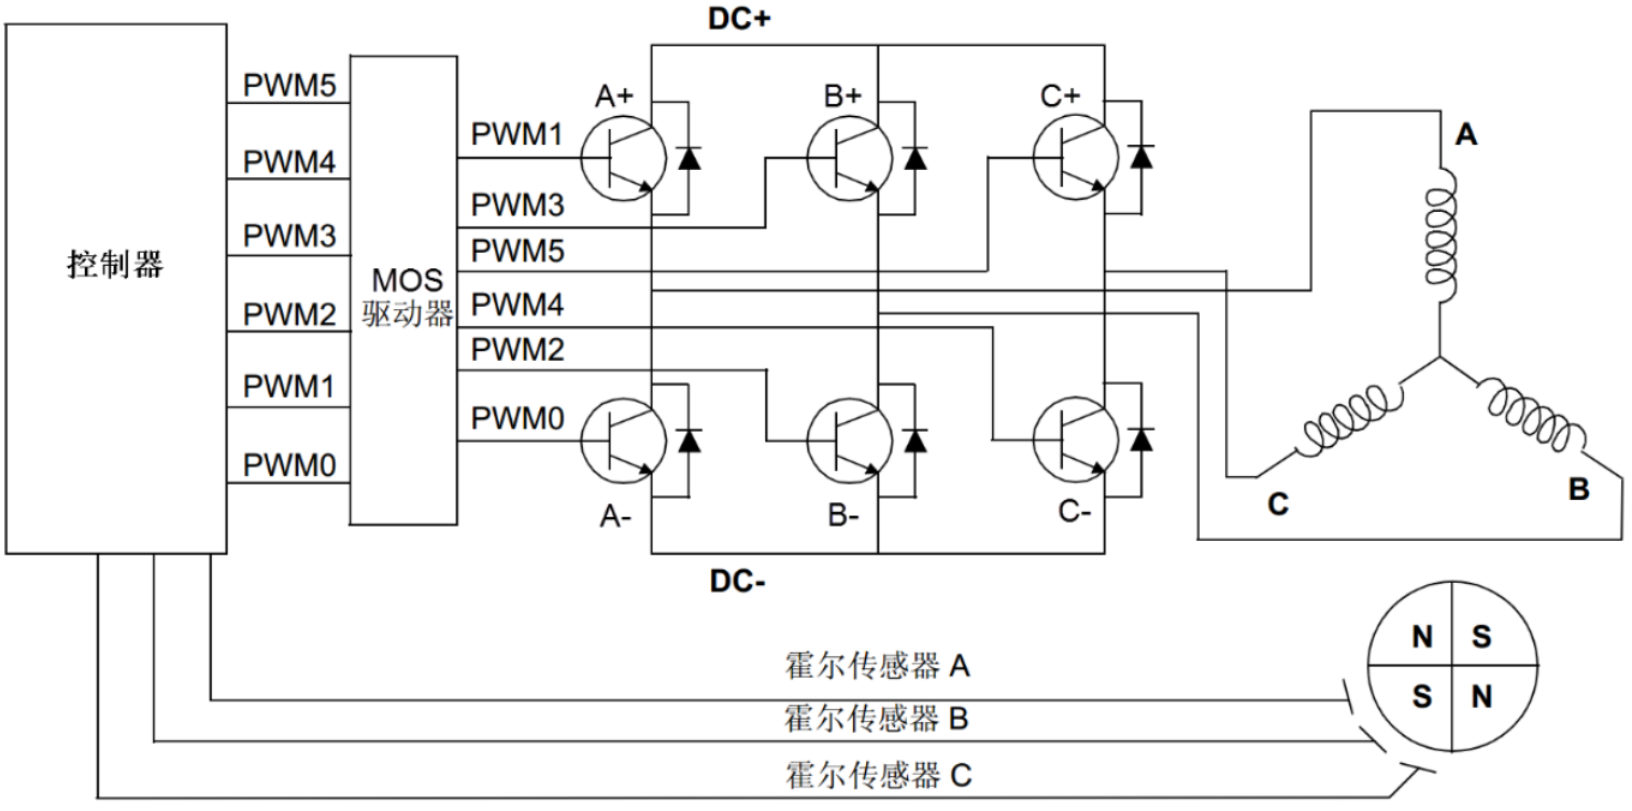 DC+
PWM5
PWM4
PWM3
PWM2
PWM1
PWM0
控制器
MOS
驱动器
PWM1
PWM3
PWM5
PWM4
PWM2
PWM0
A+
B+
C+
A-
B-
C-
DC-
A
C
B
N S
S N
霍尔传感器 A
霍尔传感器 B
霍尔传感器 C